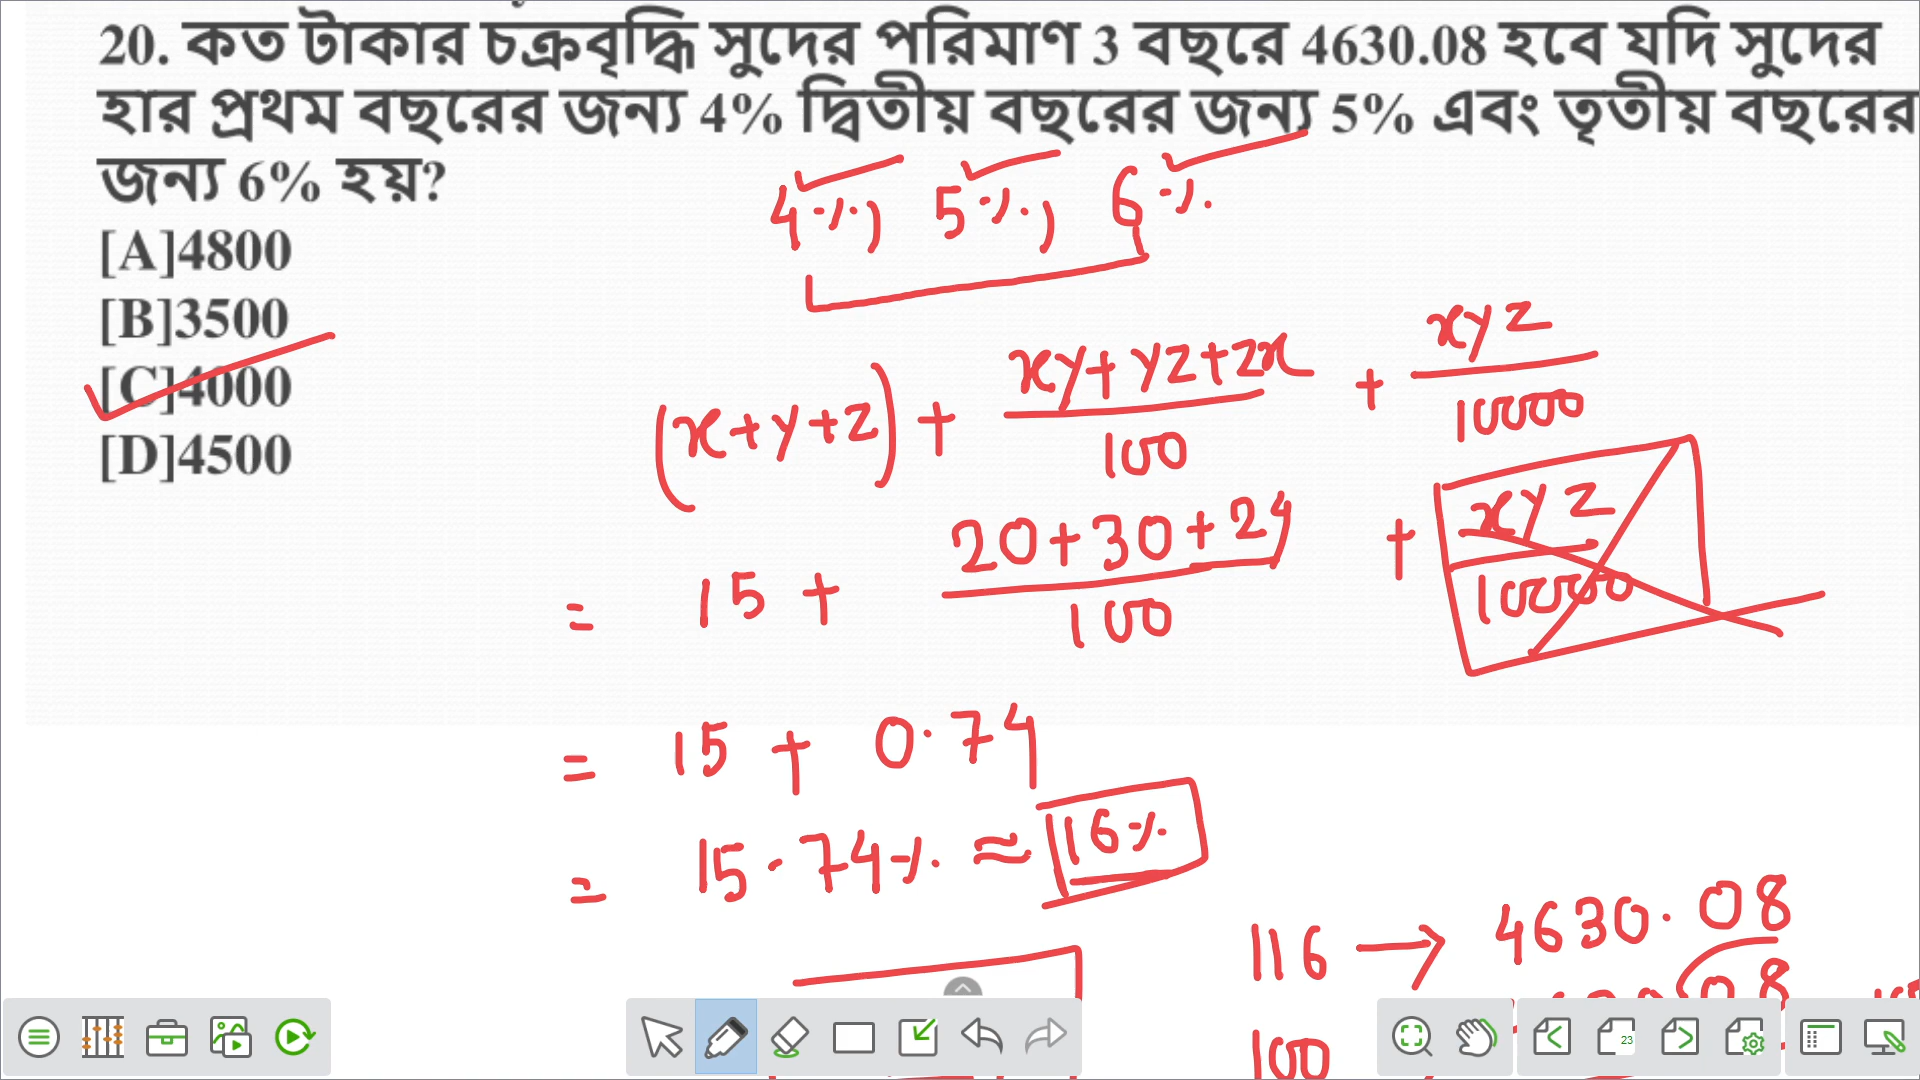 20. কত টাকার চক্রবৃদ্ধি সুদের পরিমাণ 3 বছরে 4630.08 হবে যদি সুদের
হার প্রথম বছরের জন্য 4% দ্বিতীয় বছরের জন্য 5% এবং তৃতীয় বছরের
জন্য 6% হয়?
[A]4800
[B]3500
[C]4000
[D]4500
4%, 5%, 6%
(x+y+z) + xy+yz+zx/100 + xyz/10000
= 15 + 20+30+24/100 + xyz/10000
= 15 + 0.74
= 15.74% ≈ 16%
116 → 4630.08
100
23